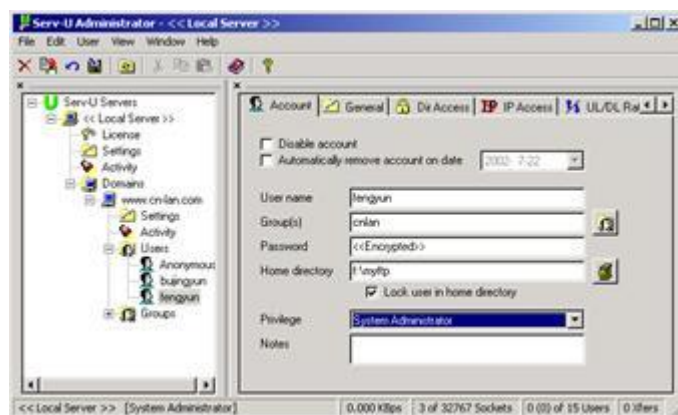 Serv-U Administrator - << Local Server >>
File Edit User View Window Help
Serv-U Servers
<< Local Server >>
License
Settings
Activity
Domains
www.cn-lan.com
Settings
Activity
Users
Anonymous
bujingyun
fengyun
Groups
Account General Dir Access IP Access UL/DL Ra
Disable account
Automatically remove account on date 2002- 7-22
User name fengyun
Group(s) cnlan
Password <<Encrypted>>
Home directory f:\myftp
Lock user in home directory
Privilege System Administrator
Notes
<< Local Server >> [System Administrator] 0.000 KBps 3 of 32767 Sockets 0 (0) of 15 Users 0 Xfers